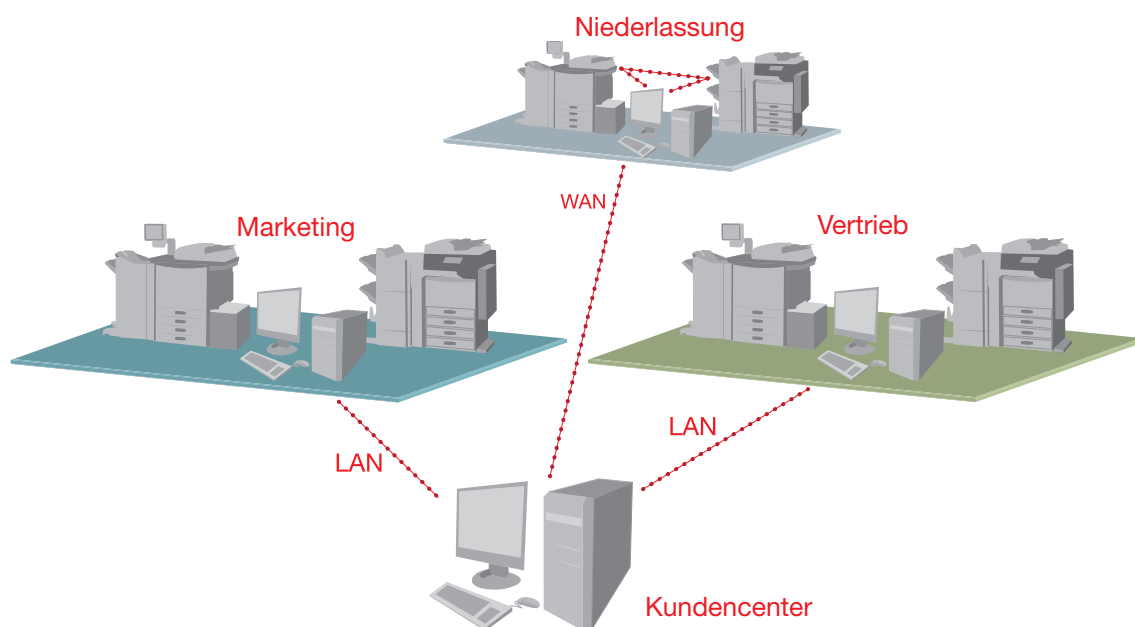 Niederlassung
WAN
Marketing
Vertrieb
LAN
LAN
Kundencenter